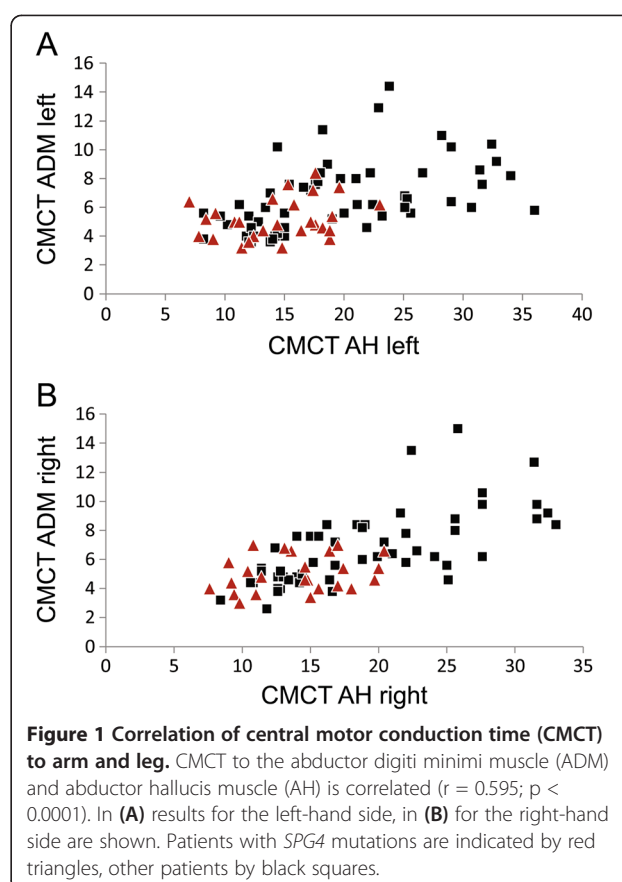 A
CMCT ADM left
16
14
12
10
8
6
4
2
0
0 5 10 15 20 25 30 35 40
CMCT AH left
B
CMCT ADM right
16
14
12
10
8
6
4
2
0
0 5 10 15 20 25 30 35
CMCT AH right
Figure 1 Correlation of central motor conduction time (CMCT)
to arm and leg. CMCT to the abductor digiti minimi muscle (ADM)
and abductor hallucis muscle (AH) is correlated (r = 0.595; p <
0.0001). In (A) results for the left-hand side, in (B) for the right-hand
side are shown. Patients with SPG4 mutations are indicated by red
triangles, other patients by black squares.